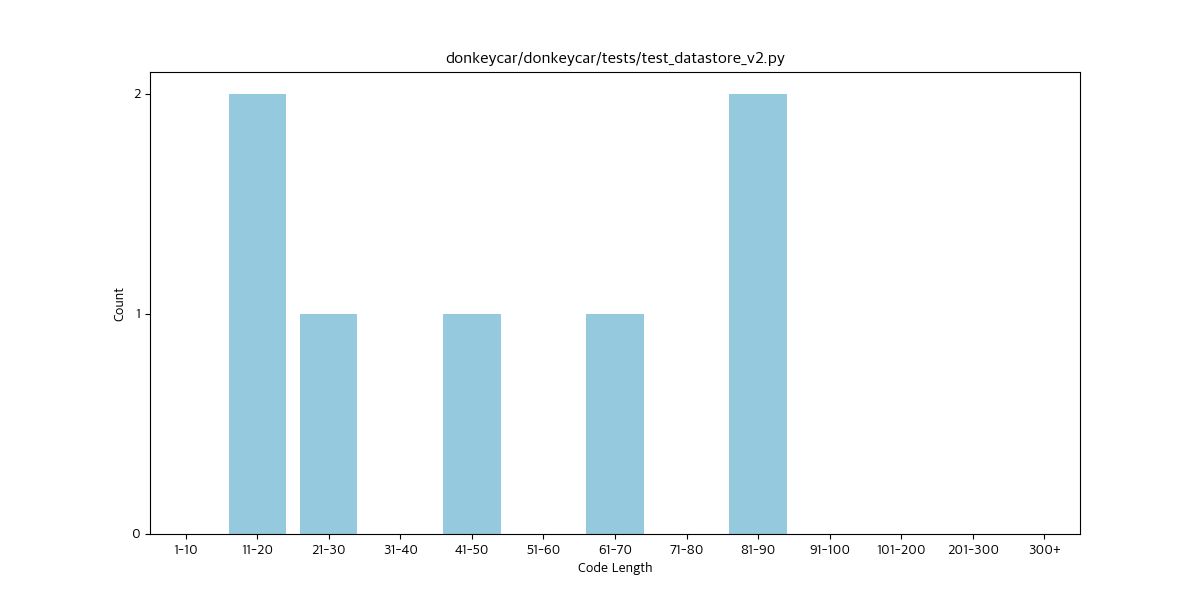 donkeycar/donkeycar/tests/test_datastore_v2.py
2
1
0
Count
1-10 11-20 21-30 31-40 41-50 51-60 61-70 71-80 81-90 91-100 101-200 201-300 300+
Code Length